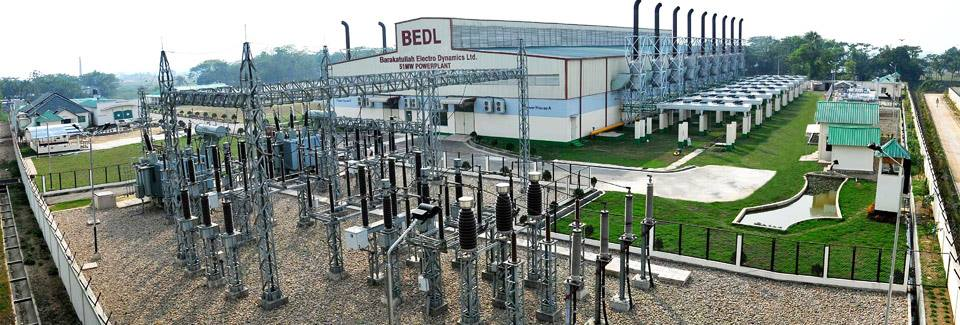 BEDL
Barakatullah Electro Dynamics Ltd.
51MW POWERPLANT